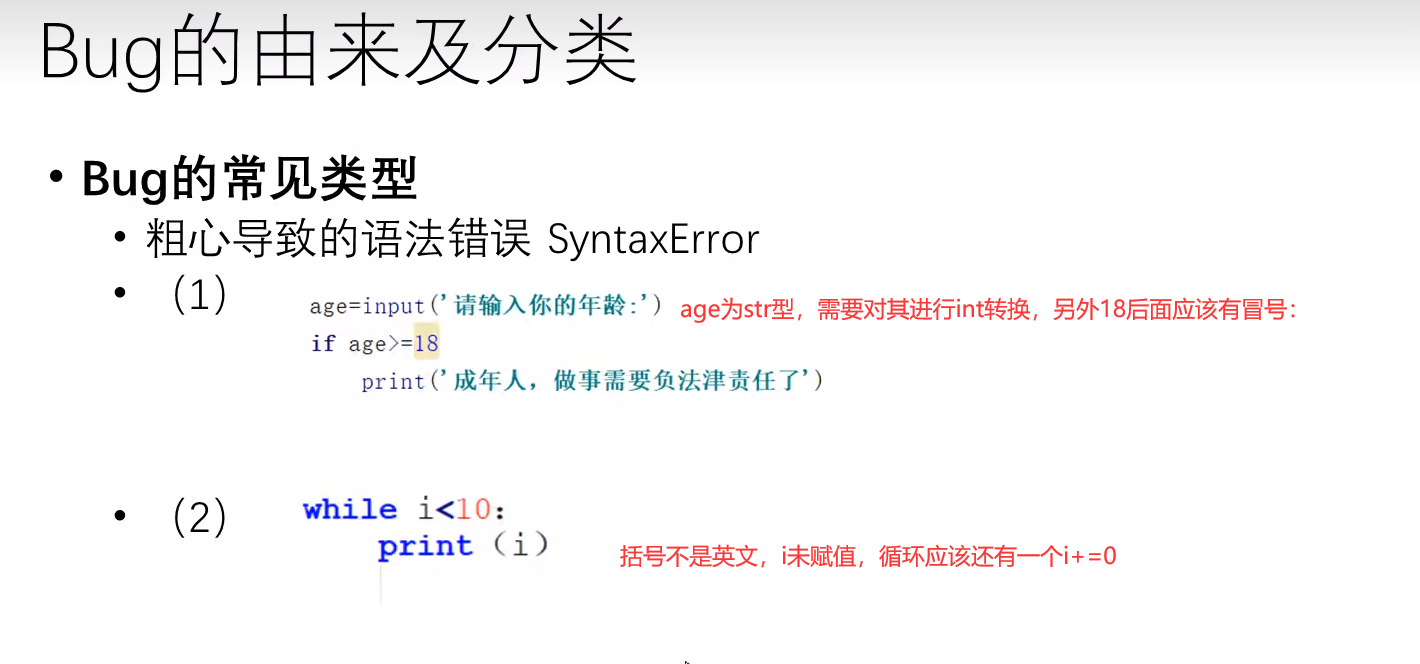 Bug的由来及分类
• Bug的常见类型
• 粗心导致的语法错误 SyntaxError
• （1）
age=input('请输入你的年龄:') age为str型，需要对其进行int转换，另外18后面应该有冒号：
if age>=18
print('成年人，做事需要负法津责任了')
• （2）
while i<10:
print（i）
括号不是英文，i未赋值，循环应该还有一个i+=0